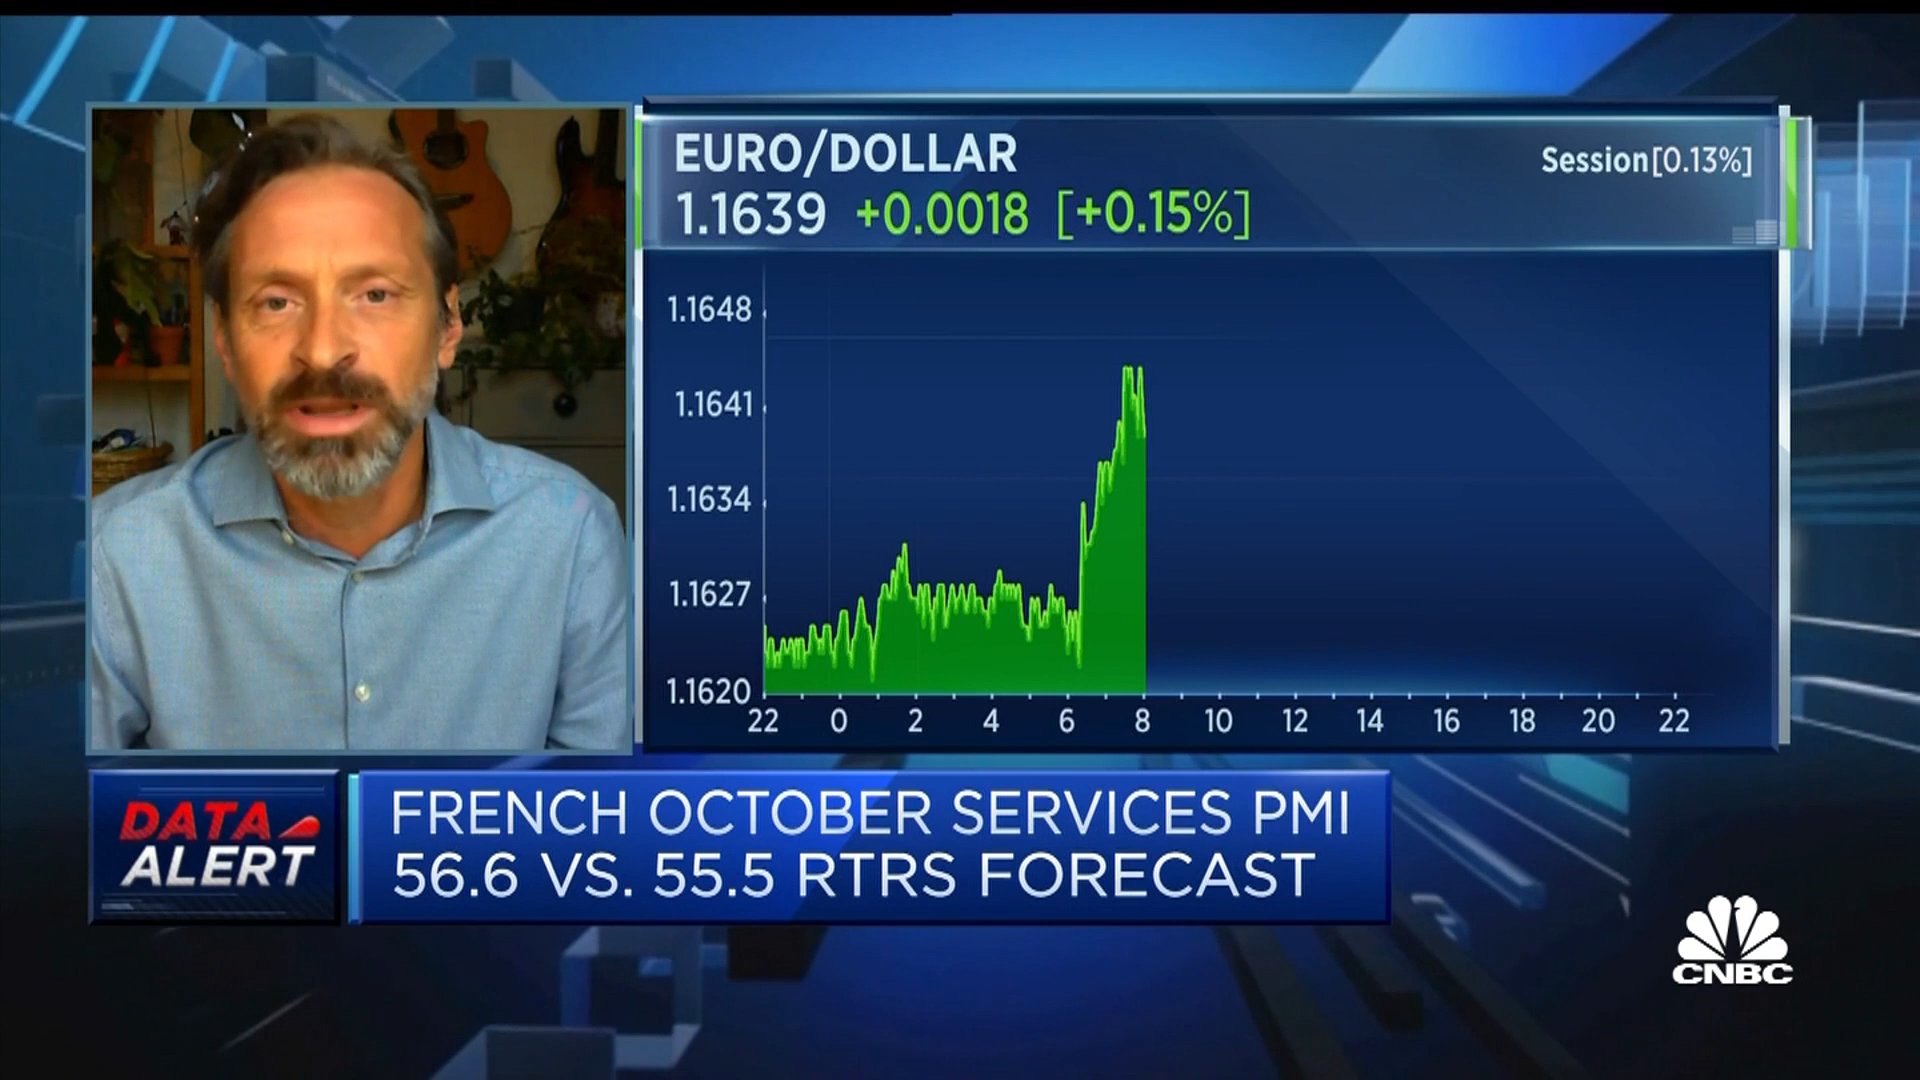 EURO/DOLLAR
1.1639 +0.0018 [+0.15%]
Session[0.13%]
1.1648
1.1641
1.1634
1.1627
1.1620
22 0 2 4 6 8 10 12 14 16 18 20 22
DATA
ALERT
FRENCH OCTOBER SERVICES PMI
56.6 VS. 55.5 RTRS FORECAST
CNBC